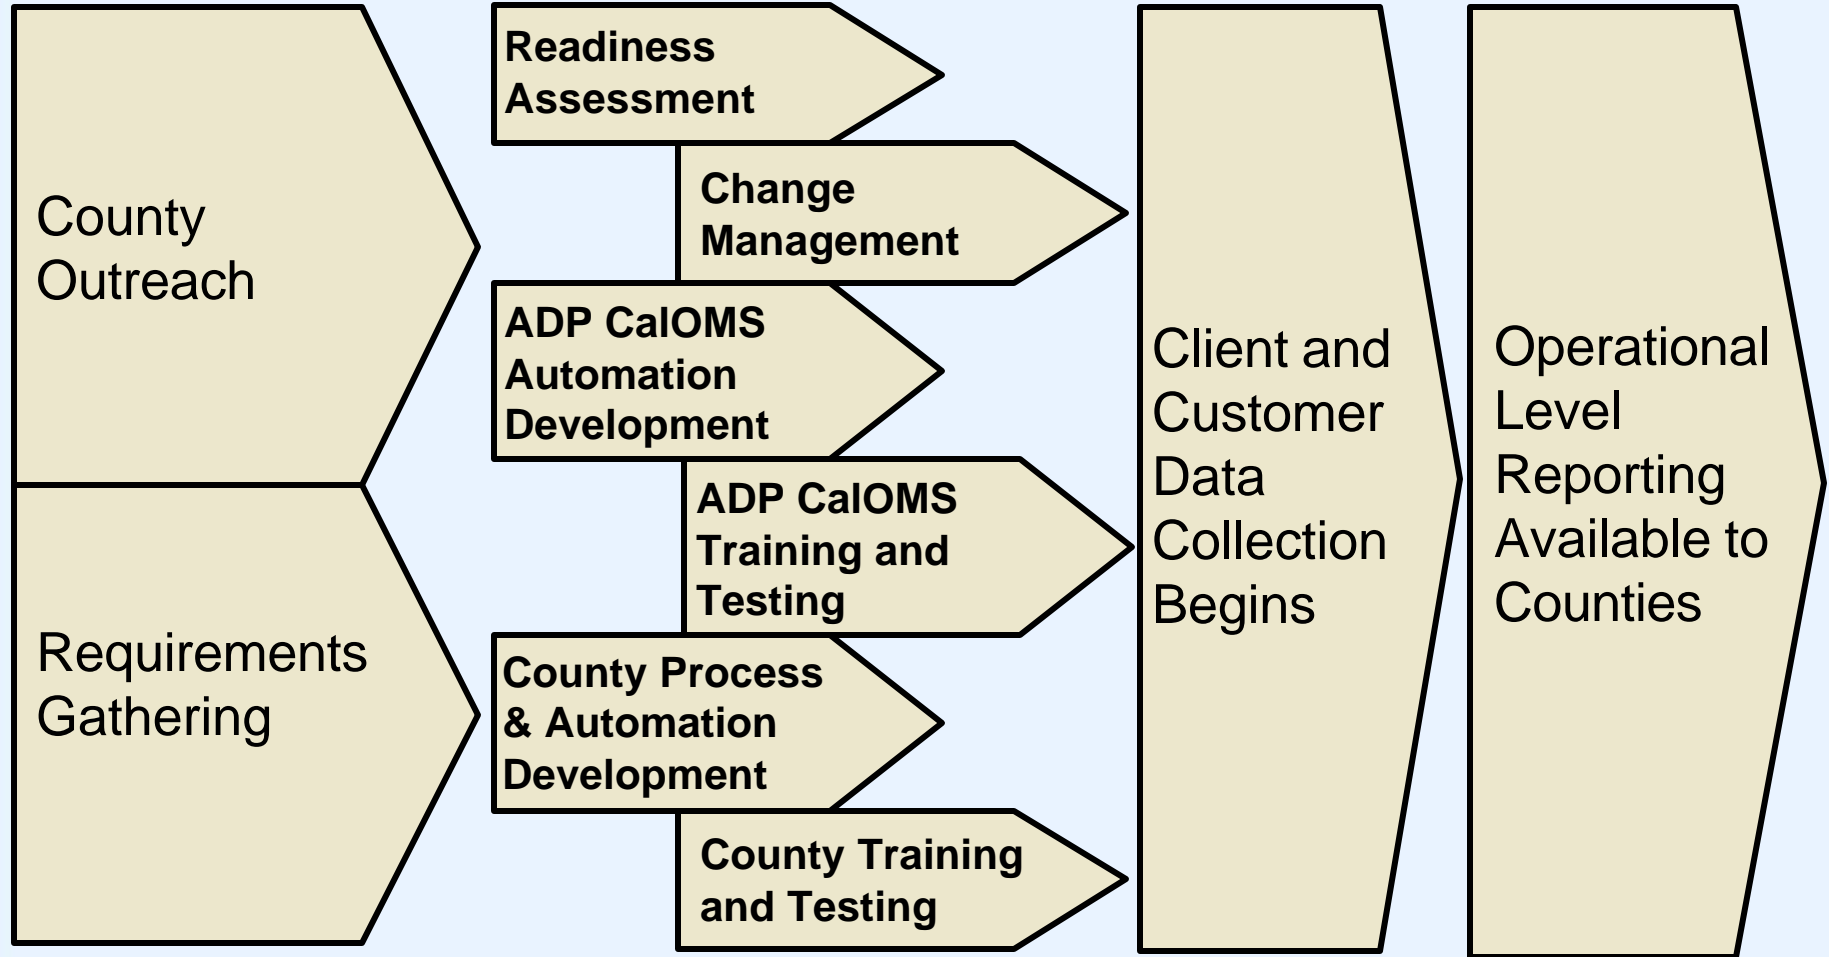 County
Outreach
Requirements
Gathering
Readiness
Assessment
Change
Management
ADP CalOMS
Automation
Development
ADP CalOMS
Training and
Testing
County Process
& Automation
Development
County Training
and Testing
Client and
Customer
Data
Collection
Begins
Operational
Level
Reporting
Available to
Counties